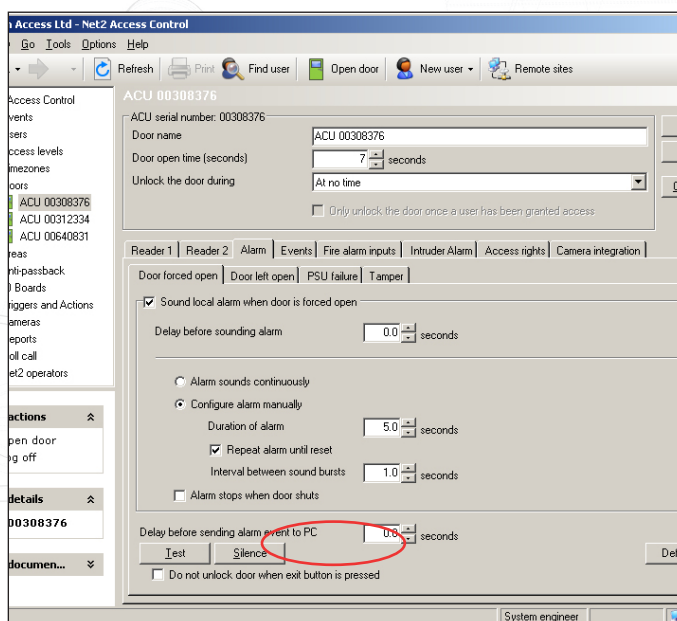 n Access Ltd - Net2 Access Control
Go Tools Options Help
Refresh Print Find user Open door New user Remote sites
Access Control
vents
sers
ccess levels
mezones
oors
ACU 00308376
ACU 00312334
ACU 00640831
reas
nti-passback
Boards
riggers and Actions
ameras
eports
oll call
et2 operators
actions
pen door
og off
details
00308376
documen...
ACU 00308376
ACU serial number: 00308376
Door name ACU 00308376
Door open time (seconds) 7 seconds
Unlock the door during At no time
Only unlock the door once a user has been granted access
Reader 1 Reader 2 Alarm Events Fire alarm inputs Intruder Alarm Access rights Camera integration
Door forced open Door left open PSU failure Tamper
Sound local alarm when door is forced open
Delay before sounding alarm 0.0 seconds
Alarm sounds continuously
Configure alarm manually
Duration of alarm 5.0 seconds
Repeat alarm until reset
Interval between sound bursts 1.0 seconds
Alarm stops when door shuts
Delay before sending alarm event to PC 0.0 seconds
Test Silence Def
Do not unlock door when exit button is pressed
System engineer